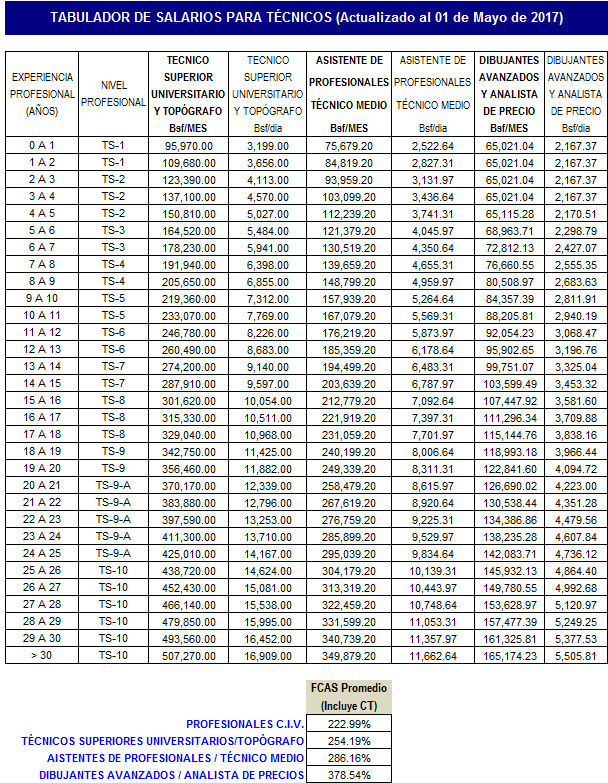 TABULADOR DE SALARIOS PARA TÉCNICOS (Actualizado al 01 de Mayo de 2017)
EXPERIENCIA PROFESIONAL (AÑOS) NIVEL PROFESIONAL TECNICO SUPERIOR UNIVERSITARIO Y TOPÓGRAFO Bsf/MES TECNICO SUPERIOR UNIVERSITARIO Y TOPÓGRAFO Bsf/dia ASISTENTE DE PROFESIONALES TÉCNICO MEDIO Bsf/MES ASISTENTE DE PROFESIONALES TÉCNICO MEDIO Bsf/dia DIBUJANTES AVANZADOS Y ANALISTA DE PRECIO Bsf/MES DIBUJANTES AVANZADOS Y ANALISTA DE PRECIO Bsf/dia
0 A 1 TS-1 95,970.00 3,199.00 75,679.20 2,522.64 65,021.04 2,167.37
1 A 2 TS-1 109,680.00 3,656.00 84,819.20 2,827.31 65,021.04 2,167.37
2 A 3 TS-2 123,390.00 4,113.00 93,959.20 3,131.97 65,021.04 2,167.37
3 A 4 TS-2 137,100.00 4,570.00 103,099.20 3,436.64 65,021.04 2,167.37
4 A 5 TS-2 150,810.00 5,027.00 112,239.20 3,741.31 65,115.28 2,170.51
5 A 6 TS-3 164,520.00 5,484.00 121,379.20 4,045.97 68,963.71 2,298.79
6 A 7 TS-3 178,230.00 5,941.00 130,519.20 4,350.64 72,812.13 2,427.07
7 A 8 TS-4 191,940.00 6,398.00 139,659.20 4,655.31 76,660.55 2,555.35
8 A 9 TS-4 205,650.00 6,855.00 148,799.20 4,959.97 80,508.97 2,683.63
9 A 10 TS-5 219,360.00 7,312.00 157,939.20 5,264.64 84,357.39 2,811.91
10 A 11 TS-5 233,070.00 7,769.00 167,079.20 5,569.31 88,205.81 2,940.19
11 A 12 TS-6 246,780.00 8,226.00 176,219.20 5,873.97 92,054.23 3,068.47
12 A 13 TS-6 260,490.00 8,683.00 185,359.20 6,178.64 95,902.65 3,196.76
13 A 14 TS-7 274,200.00 9,140.00 194,499.20 6,483.31 99,751.07 3,325.04
14 A 15 TS-7 287,910.00 9,597.00 203,639.20 6,787.97 103,599.49 3,453.32
15 A 16 TS-8 301,620.00 10,054.00 212,779.20 7,092.64 107,447.92 3,581.60
16 A 17 TS-8 315,330.00 10,511.00 221,919.20 7,397.31 111,296.34 3,709.88
17 A 18 TS-8 329,040.00 10,968.00 231,059.20 7,701.97 115,144.76 3,838.16
18 A 19 TS-9 342,750.00 11,425.00 240,199.20 8,006.64 118,993.18 3,966.44
19 A 20 TS-9 356,460.00 11,882.00 249,339.20 8,311.31 122,841.60 4,094.72
20 A 21 TS-9-A 370,170.00 12,339.00 258,479.20 8,615.97 126,690.02 4,223.00
21 A 22 TS-9-A 383,880.00 12,796.00 267,619.20 8,920.64 130,538.44 4,351.28
22 A 23 TS-9-A 397,590.00 13,253.00 276,759.20 9,225.31 134,386.86 4,479.56
23 A 24 TS-9-A 411,300.00 13,710.00 285,899.20 9,529.97 138,235.28 4,607.84
24 A 25 TS-9-A 425,010.00 14,167.00 295,039.20 9,834.64 142,083.71 4,736.12
25 A 26 TS-10 438,720.00 14,624.00 304,179.20 10,139.31 145,932.13 4,864.40
26 A 27 TS-10 452,430.00 15,081.00 313,319.20 10,443.97 149,780.55 4,992.68
27 A 28 TS-10 466,140.00 15,538.00 322,459.20 10,748.64 153,628.97 5,120.97
28 A 29 TS-10 479,850.00 15,995.00 331,599.20 11,053.31 157,477.39 5,249.25
29 A 30 TS-10 493,560.00 16,452.00 340,739.20 11,357.97 161,325.81 5,377.53
> 30 TS-10 507,270.00 16,909.00 349,879.20 11,662.64 165,174.23 5,505.81
FCAS Promedio
(Incluye CT)
PROFESIONALES C.I.V. 222.99%
TÉCNICOS SUPERIORES UNIVERSITARIOS/TOPÓGRAFO 254.19%
AISTENTES DE PROFESIONALES / TÉCNICO MEDIO 286.16%
DIBUJANTES AVANZADOS / ANALISTA DE PRECIOS 378.54%